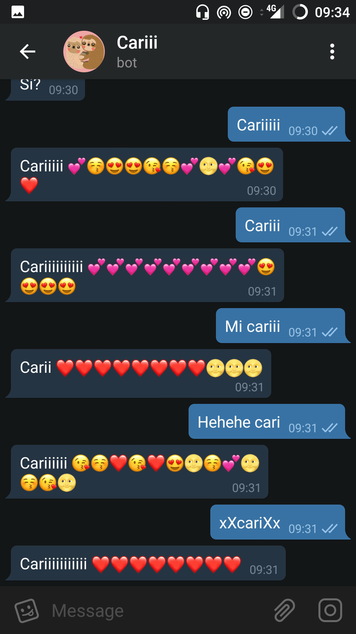 4G 09:34
Cariii
bot
Si? 09:30
Cariiiii 09:30
Cariiiii 💕😚😍😍😘😚💕🌝💕😘😍
❤️ 09:30
Cariii 09:31
Cariiiiiiiiii 💕💕💕💕💕💕💕💕💕😍
😍😍😍 09:31
Mi cariii 09:31
Carii ❤️❤️❤️❤️❤️❤️❤️❤️🌝🌝🌝
09:31
Hehehe cari 09:31
Cariiiiii 😘😚❤️😘❤️😍🌝😚💕🌝
😚😘🌝 09:31
xXcariXx 09:31
Cariiiiiiiiiii ❤️❤️❤️❤️❤️❤️❤️❤️ 09:31
Message